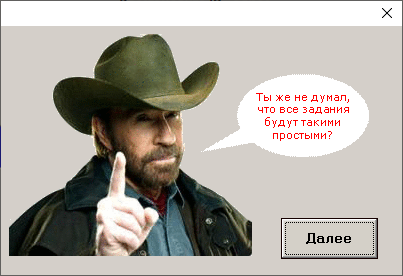 Ты же не думал,
что все задания
будут такими
простыми?
Далее